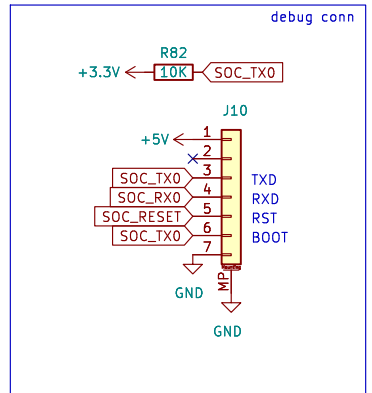 debug conn
R82
+3.3V 10K SOC_TX0
J10
+5V 1
2
SOC_TX0 3 TXD
SOC_RX0 4 RXD
SOC_RESET 5 RST
SOC_TX0 6 BOOT
7
GND MP
GND